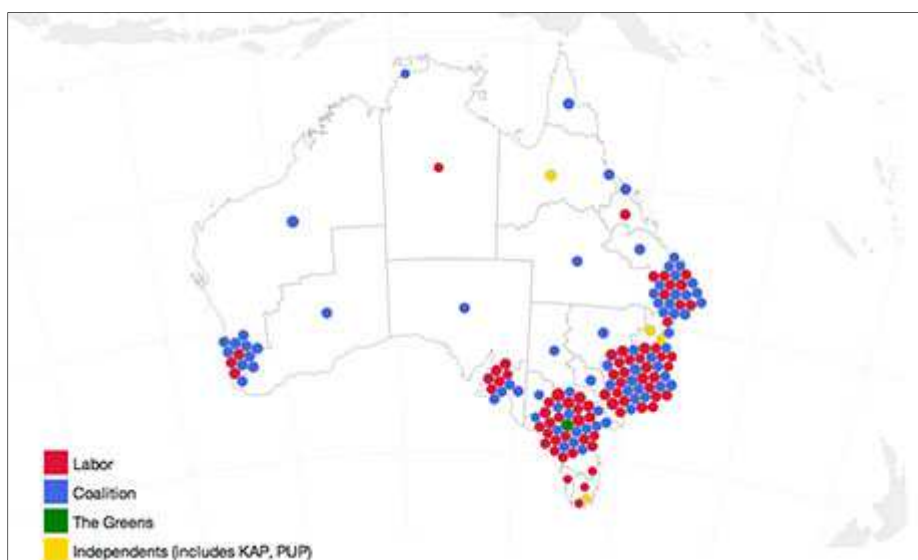 Labor
Coalition
The Greens
Independents (includes KAP, PUP)